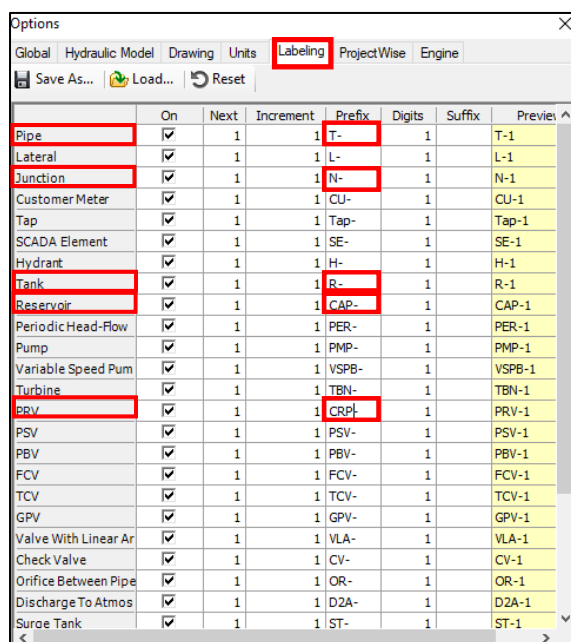 Options
Global Hydraulic Model Drawing Units Labeling ProjectWise Engine
Save As... Load... Reset
On Next Increment Prefix Digits Suffix Preview
Pipe 1 1 T- 1 T-1
Lateral 1 1 L- 1 L-1
Junction 1 1 N- 1 N-1
Customer Meter 1 1 CU- 1 CU-1
Tap 1 1 Tap- 1 Tap-1
SCADA Element 1 1 SE- 1 SE-1
Hydrant 1 1 H- 1 H-1
Tank 1 1 R- 1 R-1
Reservoir 1 1 CAP- 1 CAP-1
Periodic Head-Flow 1 1 PER- 1 PER-1
Pump 1 1 PMP- 1 PMP-1
Variable Speed Pum 1 1 VSPB- 1 VSPB-1
Turbine 1 1 TBN- 1 TBN-1
PRV 1 1 CRP- 1 PRV-1
PSV 1 1 PSV- 1 PSV-1
PBV 1 1 PBV- 1 PBV-1
FCV 1 1 FCV- 1 FCV-1
TCV 1 1 TCV- 1 TCV-1
GPV 1 1 GPV- 1 GPV-1
Valve With Linear Ar 1 1 VLA- 1 VLA-1
Check Valve 1 1 CV- 1 CV-1
Orifice Between Pipe 1 1 OR- 1 OR-1
Discharge To Atmos 1 1 D2A- 1 D2A-1
Surge Tank 1 1 ST- 1 ST-1